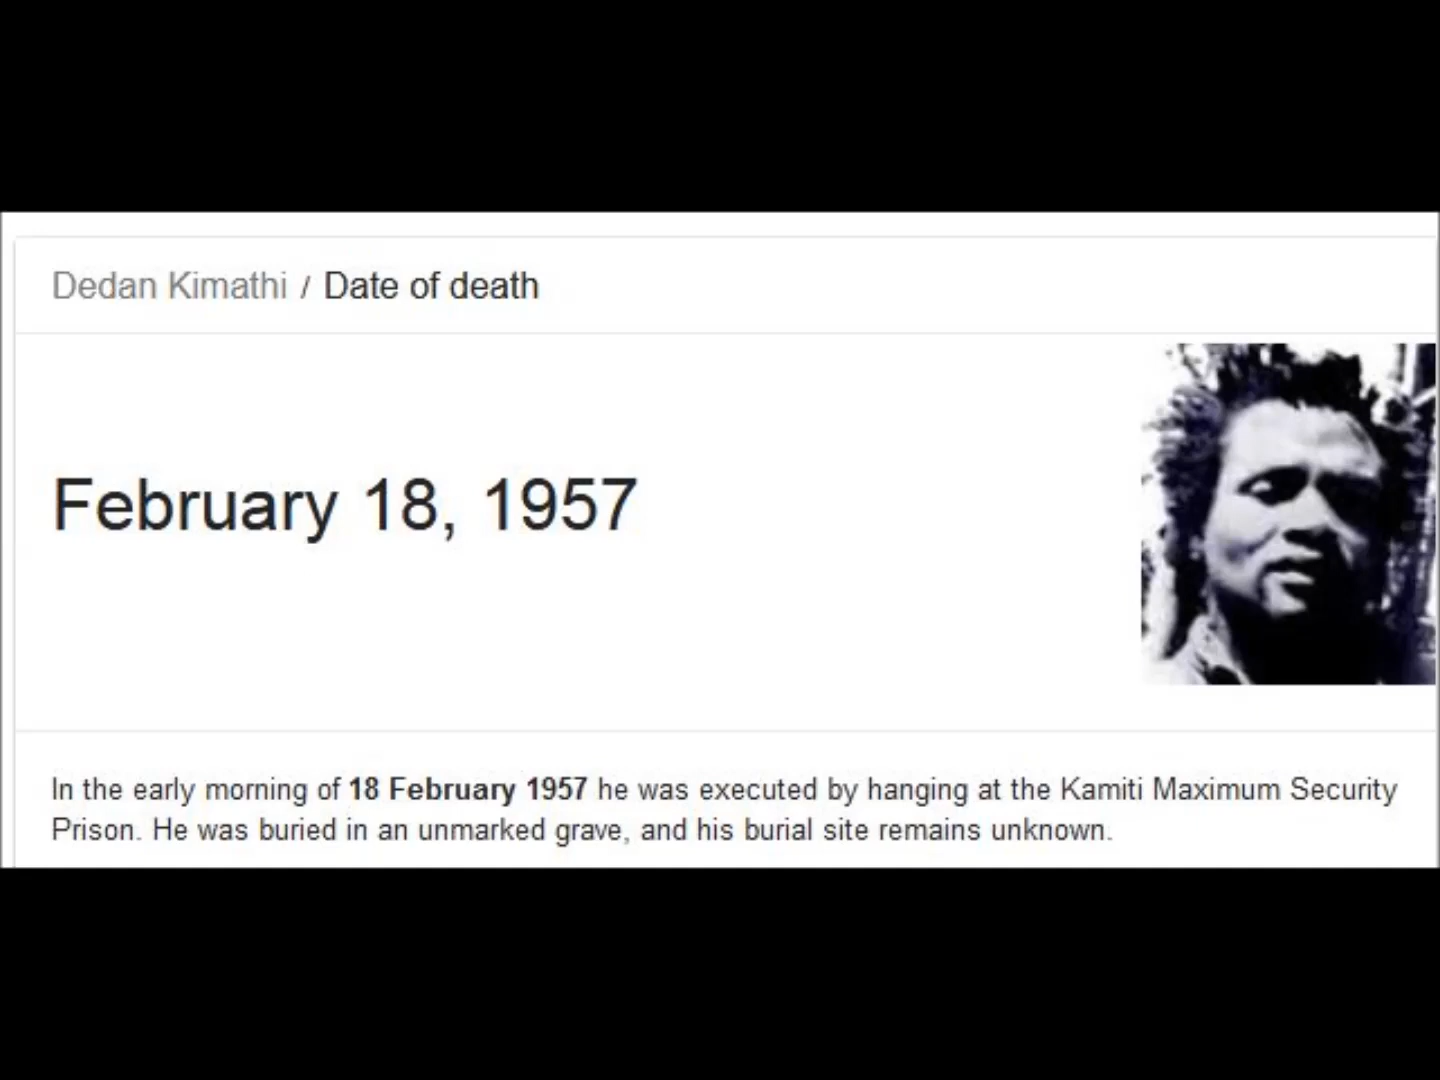 Dedan Kimathi / Date of death
February 18, 1957
In the early morning of 18 February 1957 he was executed by hanging at the Kamiti Maximum Security
Prison. He was buried in an unmarked grave, and his burial site remains unknown.